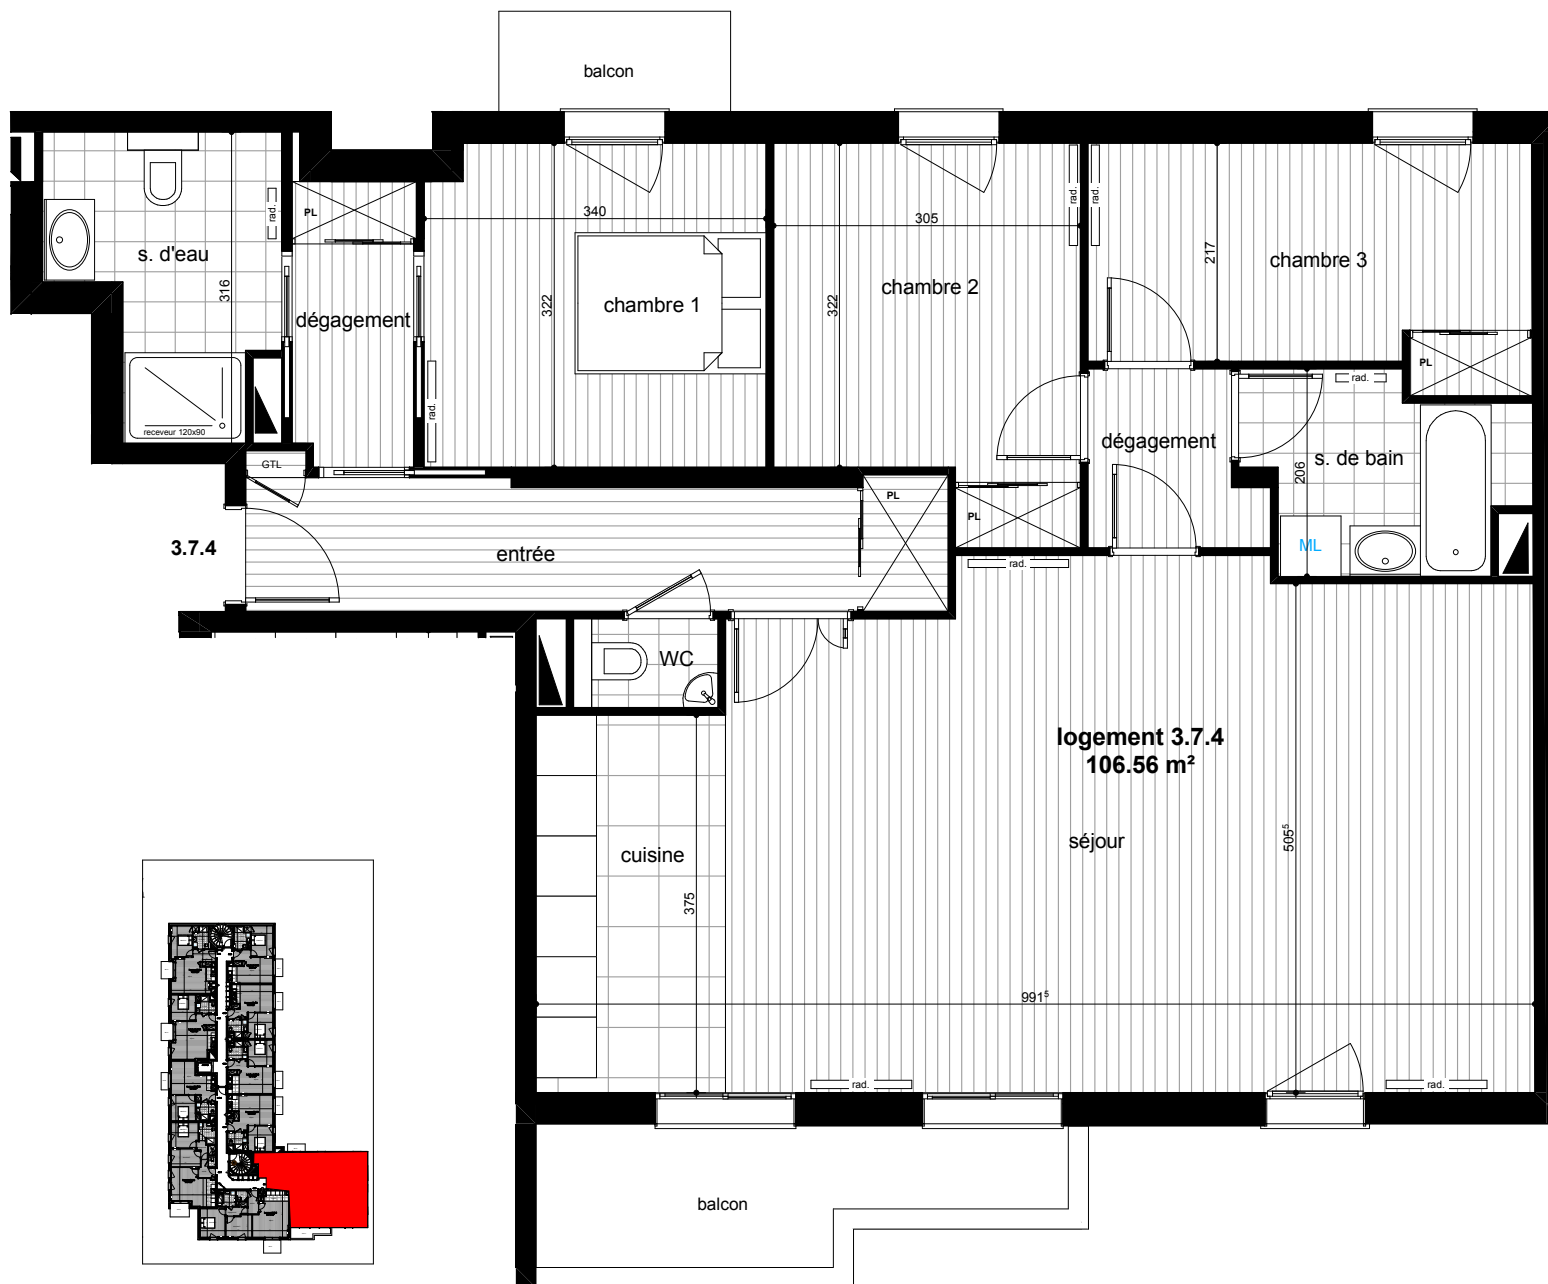 balcon
s. d'eau
316
rad.
receveur 120x90
PL
dégagement
340
322
chambre 1
rad.
305
322
chambre 2
rad.
rad.
217
chambre 3
PL
rad.
dégagement
206
s. de bain
ML
GTL
3.7.4
entrée
PL
PL
rad.
WC
logement 3.7.4
106.56 m²
séjour
505⁵
cuisine
375
991⁵
rad.
rad.
balcon